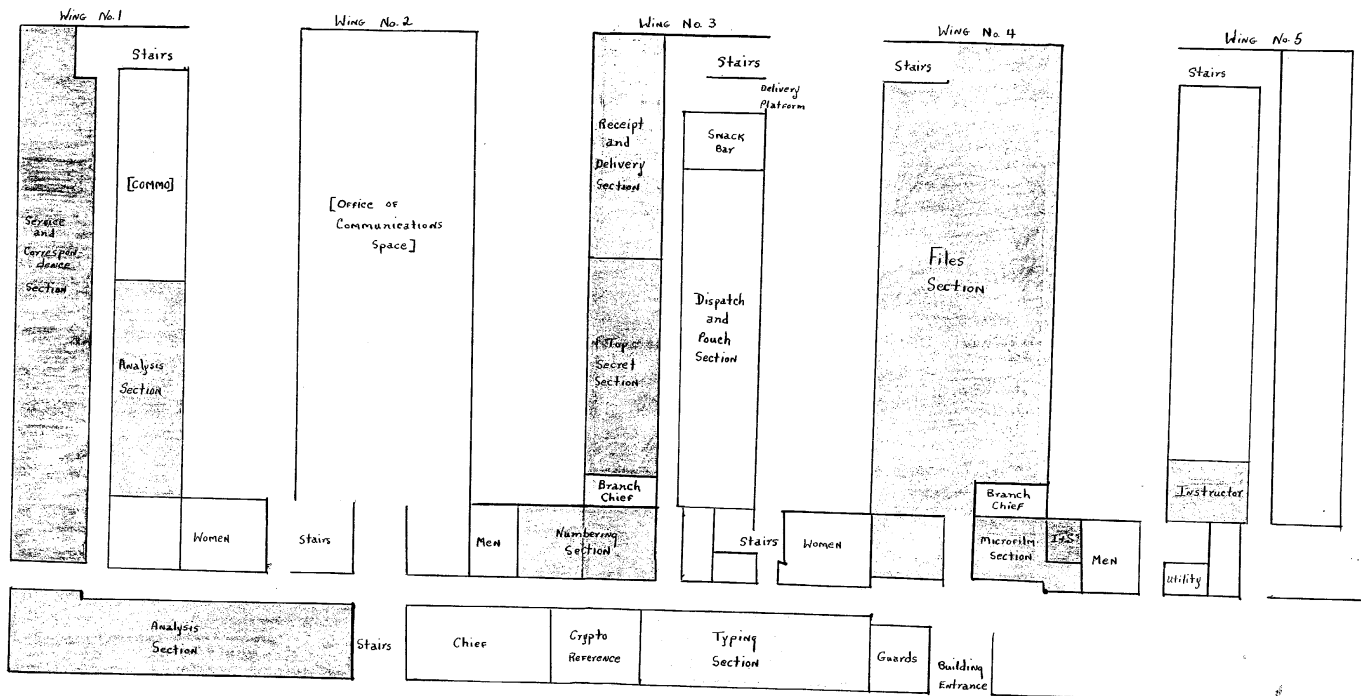 Wing No.1
Stairs
[COMMO]
Service
and
Correspon-
dence
Section
Analysis
Section
Women
Wing No.2
[Office of
Communications
Space]
Stairs
Men
Wing No.3
Stairs
Delivery
Platform
Receipt
and
Delivery
Section
Snack
Bar
Top
Secret
Section
Dispatch
and
Pouch
Section
Branch
Chief
Numbering
Section
Stairs
Women
Wing No.4
Stairs
Files
Section
Branch
Chief
Microfilm
Section
Men
Wing No.5
Stairs
Instructor
Utility
Analysis
Section
Stairs
Chief
Crypto
Reference
Typing
Section
Guards
Building
Entrance